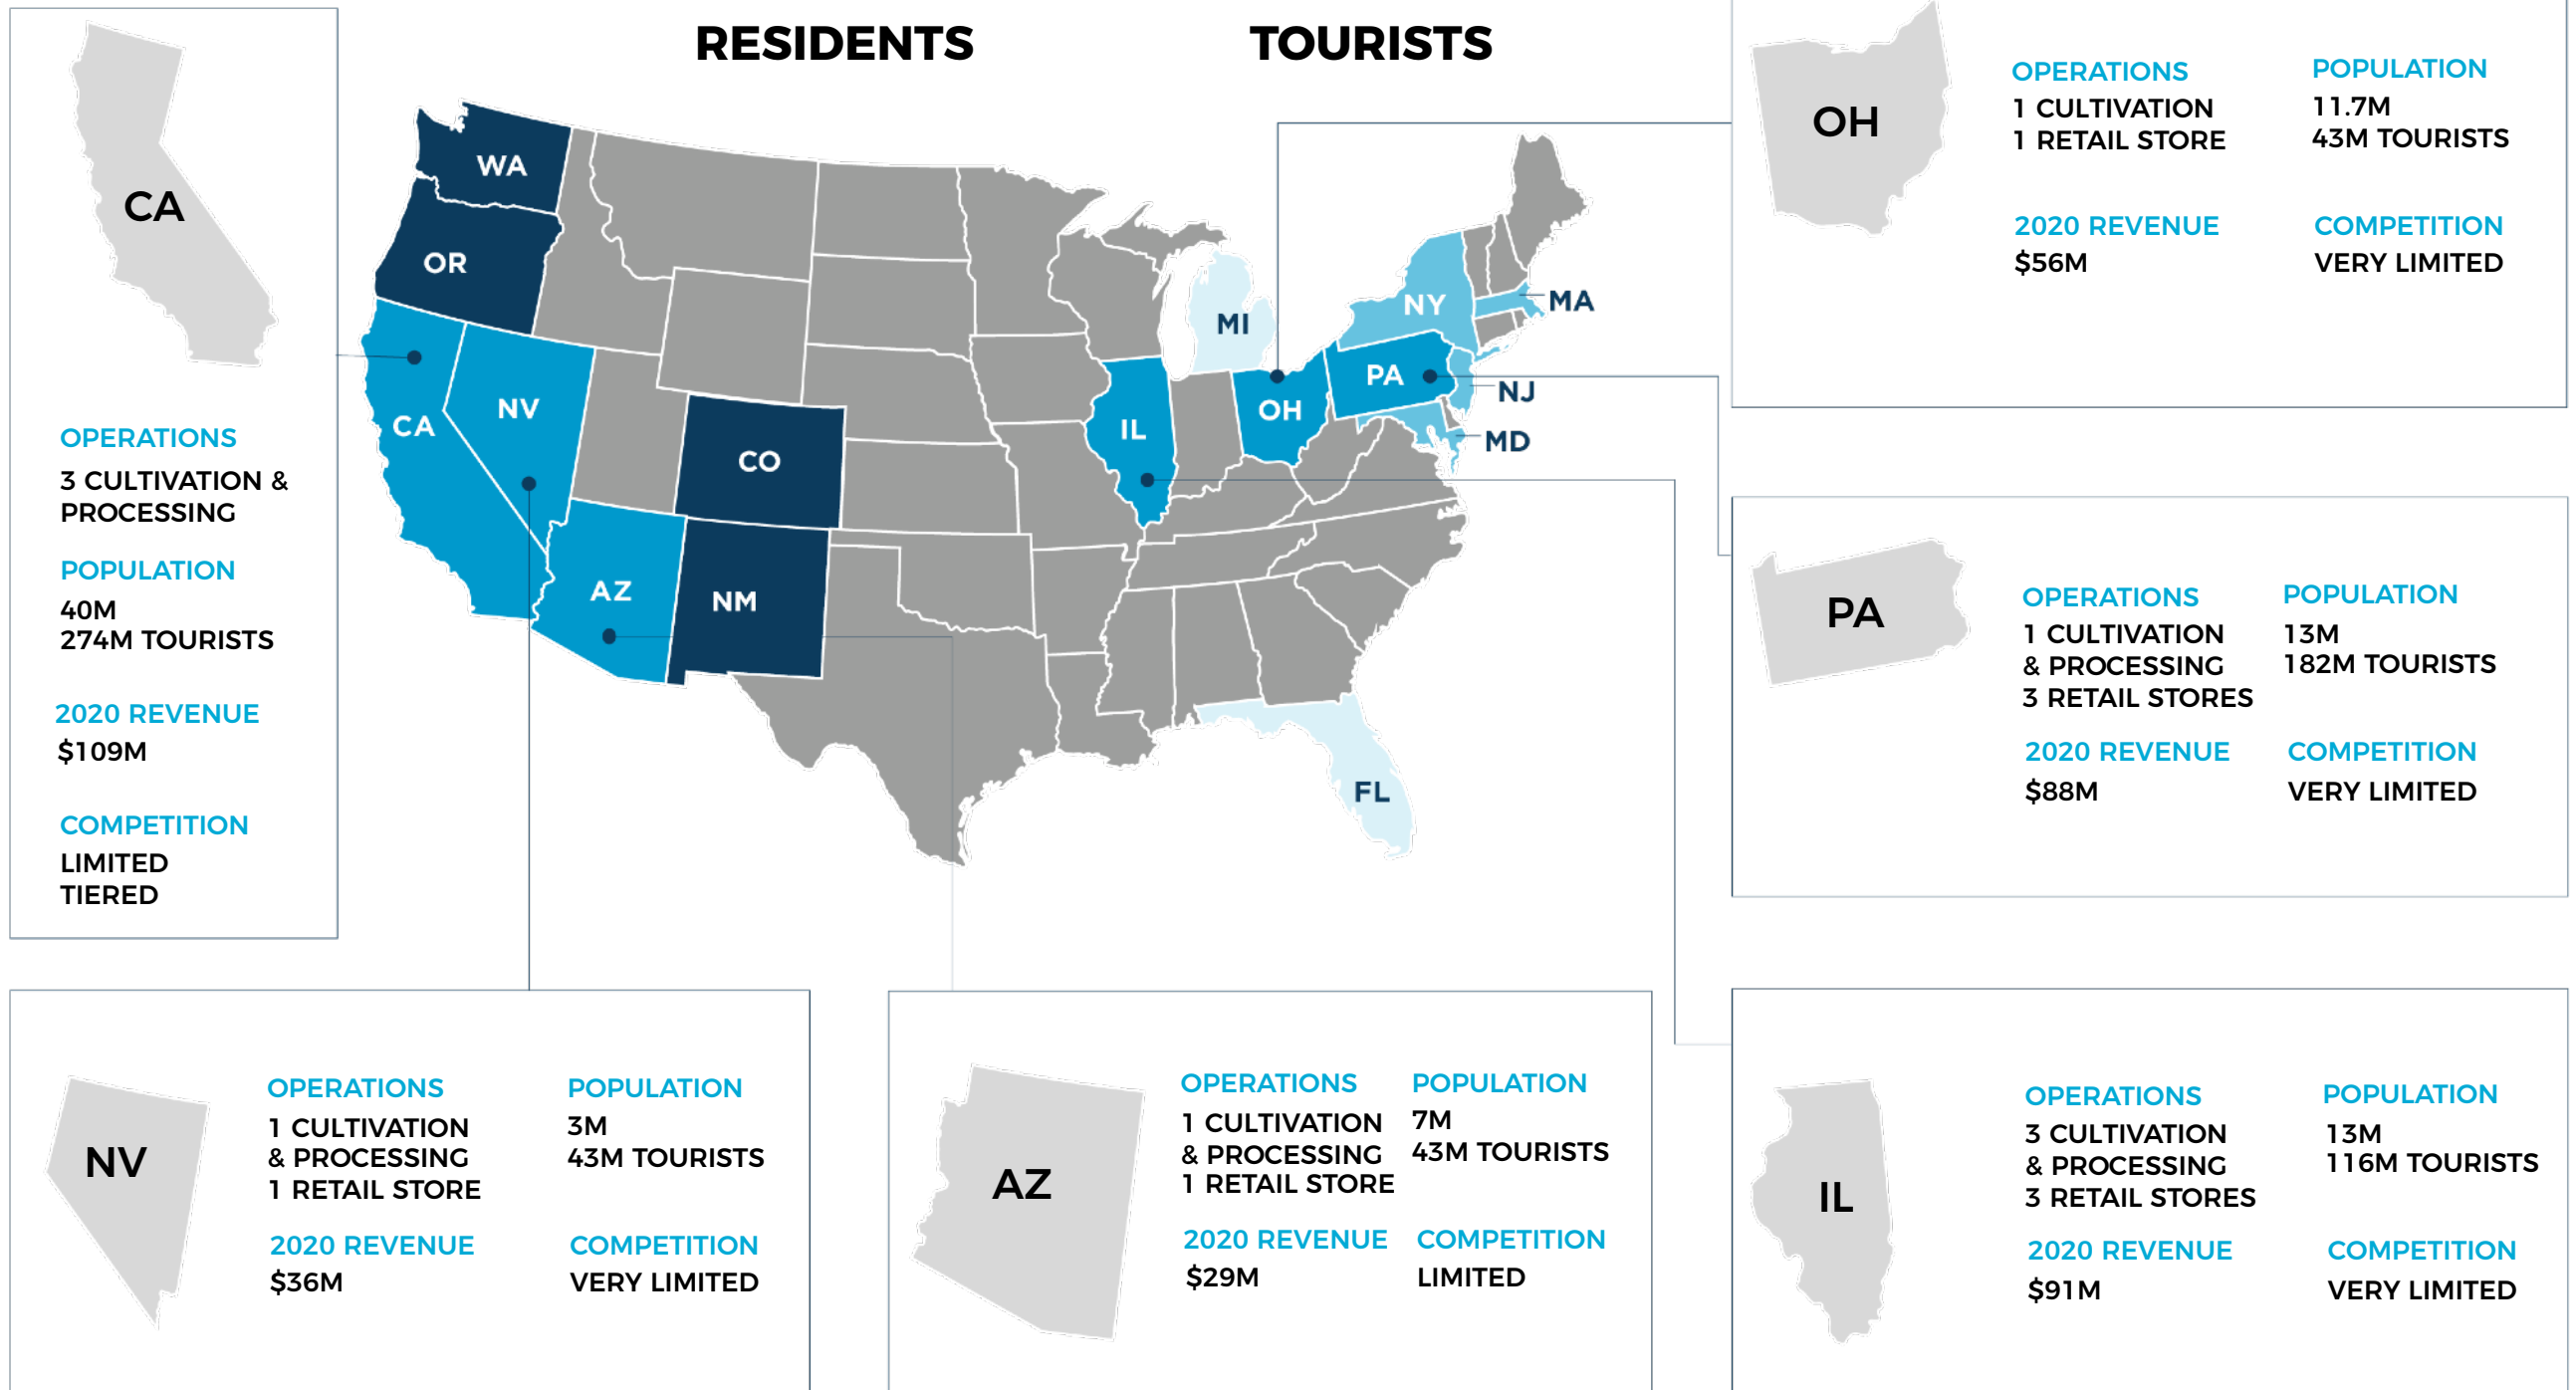 RESIDENTS
TOURISTS
CA
OPERATIONS
3 CULTIVATION &
PROCESSING
POPULATION
40M
274M TOURISTS
2020 REVENUE
$109M
COMPETITION
LIMITED
TIERED
WA
OR
CA
NV
AZ
CO
NM
MI
IL
OH
PA
NY
MA
NJ
MD
FL
OH
OPERATIONS
1 CULTIVATION
1 RETAIL STORE
POPULATION
11.7M
43M TOURISTS
2020 REVENUE
$56M
COMPETITION
VERY LIMITED
PA
OPERATIONS
1 CULTIVATION
& PROCESSING
3 RETAIL STORES
POPULATION
13M
182M TOURISTS
2020 REVENUE
$88M
COMPETITION
VERY LIMITED
NV
OPERATIONS
1 CULTIVATION
& PROCESSING
1 RETAIL STORE
POPULATION
3M
43M TOURISTS
2020 REVENUE
$36M
COMPETITION
VERY LIMITED
AZ
OPERATIONS
1 CULTIVATION
& PROCESSING
1 RETAIL STORE
POPULATION
7M
43M TOURISTS
2020 REVENUE
$29M
COMPETITION
LIMITED
IL
OPERATIONS
3 CULTIVATION
& PROCESSING
3 RETAIL STORES
POPULATION
13M
116M TOURISTS
2020 REVENUE
$91M
COMPETITION
VERY LIMITED